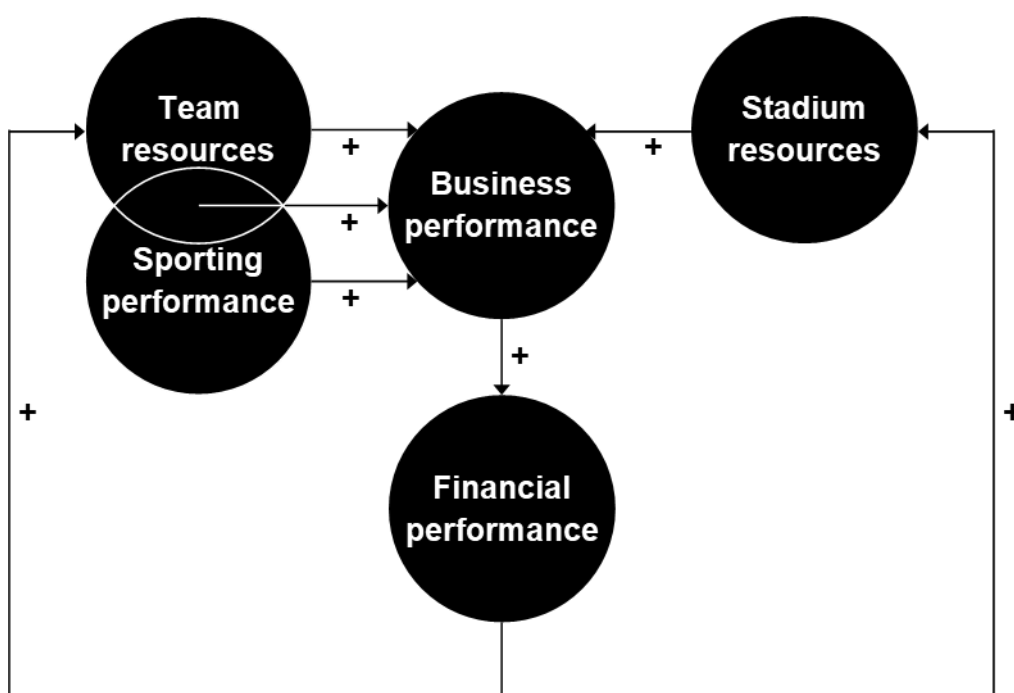 Team
resources
+
Sporting
performance
+
+
Business
performance
+
Stadium
resources
+
Financial
performance
+
+